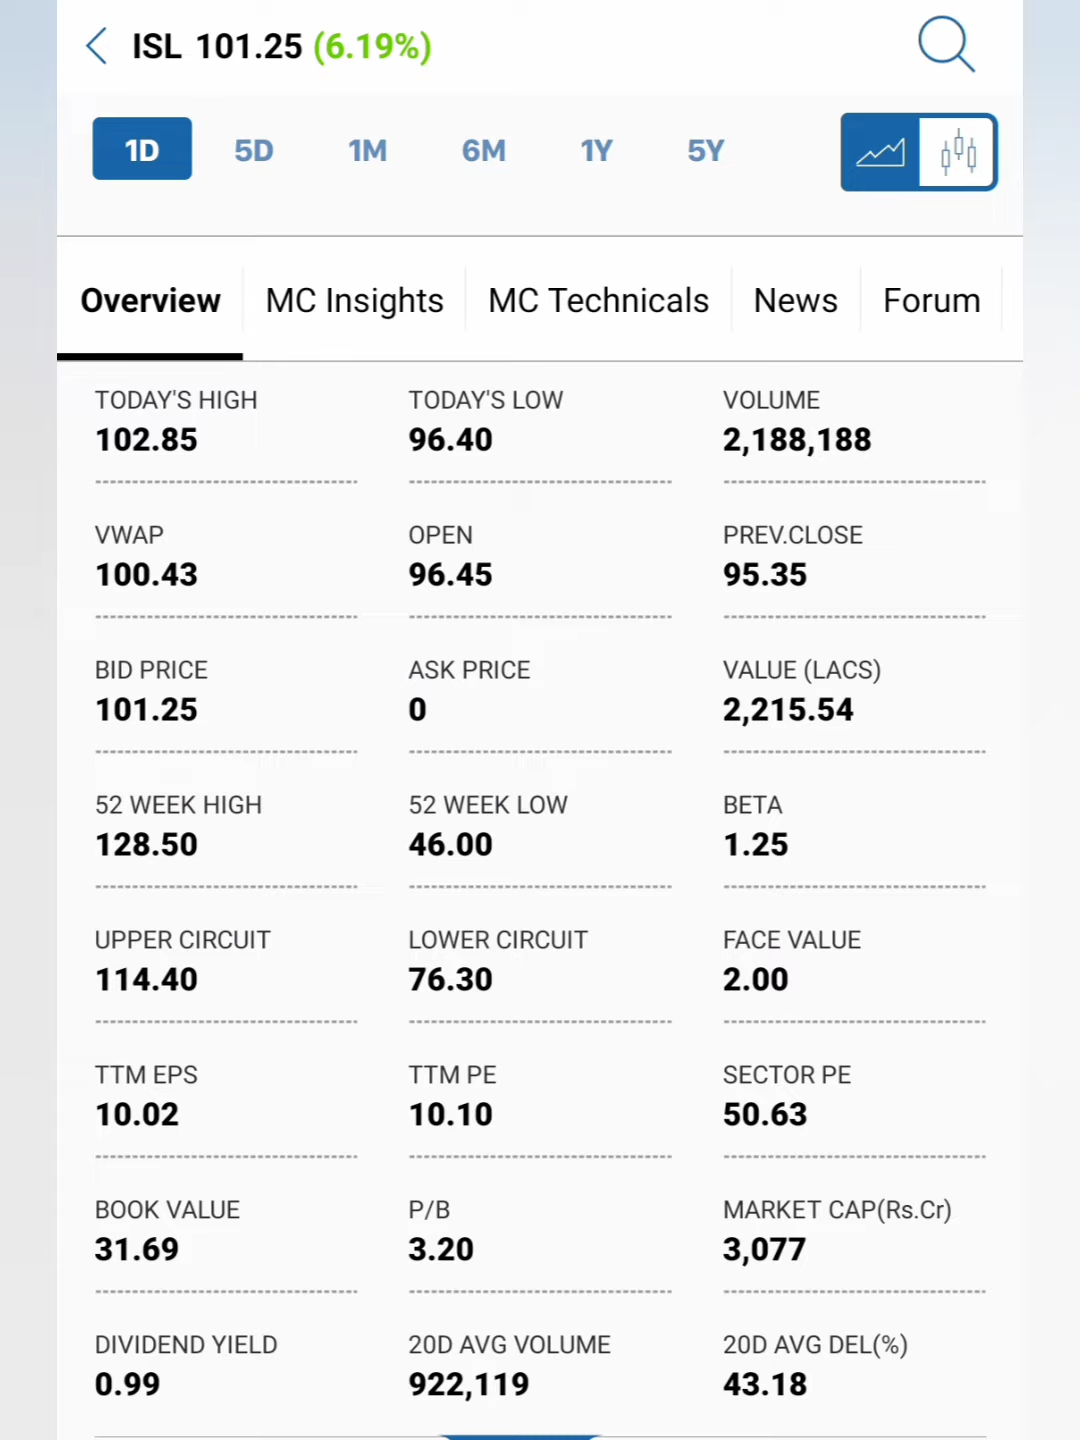 ISL 101.25 (6.19%)
1D 5D 1M 6M 1Y 5Y
Overview MC Insights MC Technicals News Forum
TODAY'S HIGH TODAY'S LOW VOLUME
102.85 96.40 2,188,188
VWAP OPEN PREV.CLOSE
100.43 96.45 95.35
BID PRICE ASK PRICE VALUE (LACS)
101.25 0 2,215.54
52 WEEK HIGH 52 WEEK LOW BETA
128.50 46.00 1.25
UPPER CIRCUIT LOWER CIRCUIT FACE VALUE
114.40 76.30 2.00
TTM EPS TTM PE SECTOR PE
10.02 10.10 50.63
BOOK VALUE P/B MARKET CAP(Rs.Cr)
31.69 3.20 3,077
DIVIDEND YIELD 20D AVG VOLUME 20D AVG DEL(%)
0.99 922,119 43.18